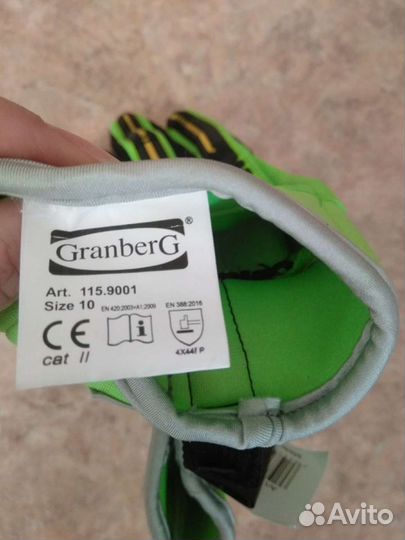 GranberG ®
Art. 115.9001
Size 10 EN 420:2003+A1:2009 EN 388:2016
CE i
cat II 4X44F P
Avito